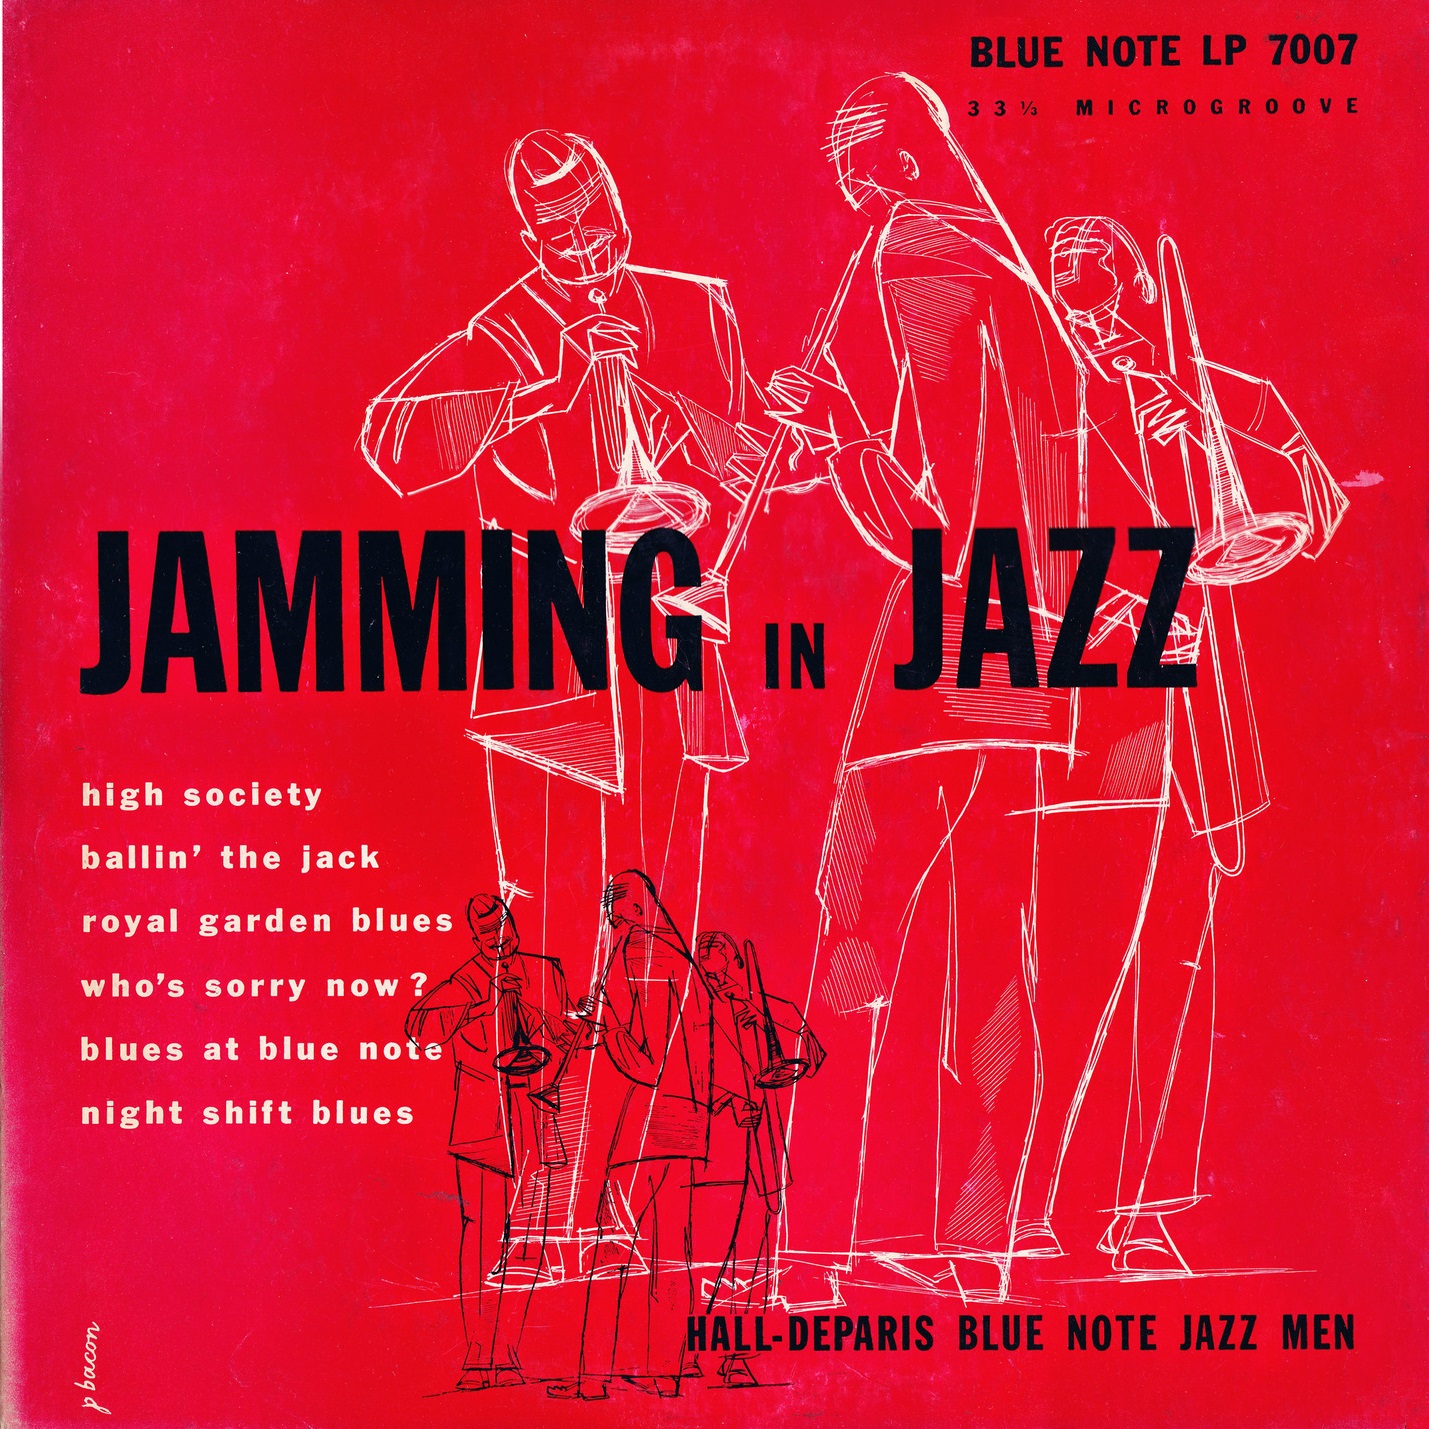 BLUE NOTE LP 7007
33⅓ MICROGROOVE
JAMMING IN JAZZ
high society
ballin’ the jack
royal garden blues
who’s sorry now?
blues at blue note
night shift blues
HALL-DEPARIS BLUE NOTE JAZZ MEN
p bacon